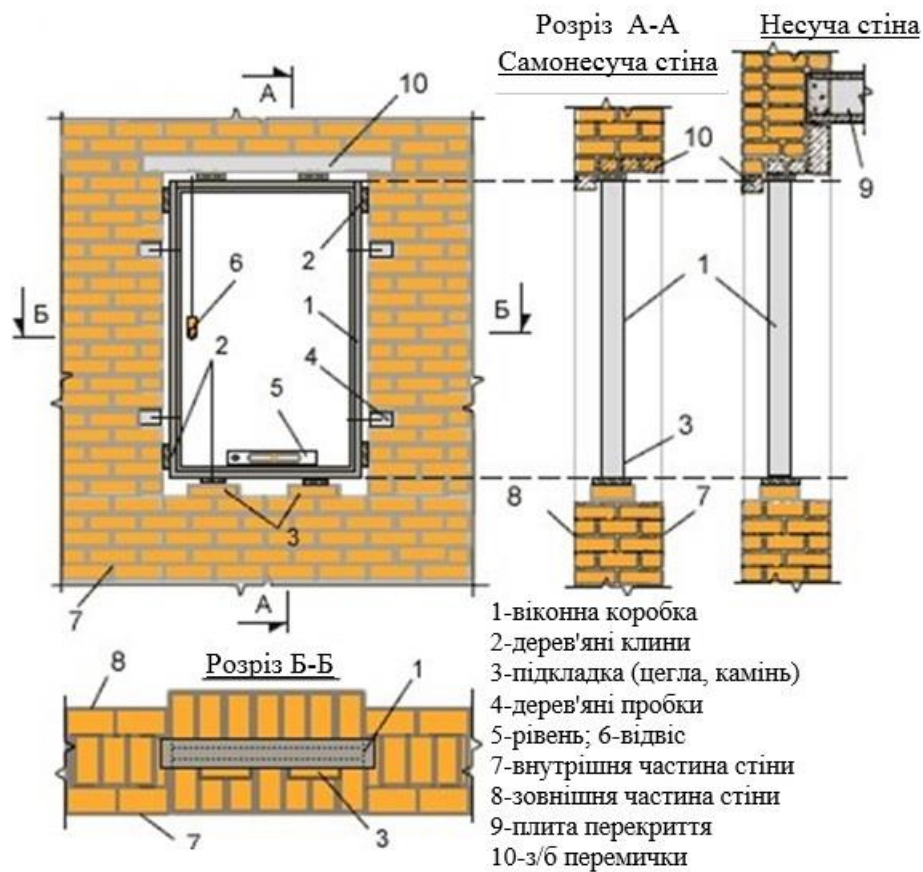 Розріз А-А
Самонесуча стіна
Несуча стіна
А
10
10
9
2
6
1
1
Б
Б
2
4
5
3
8
7
3
7
А
Розріз Б-Б
8
1
7
3
1-віконна коробка
2-дерев'яні клини
3-підкладка (цегла, камінь)
4-дерев'яні пробки
5-рівень; 6-відвіс
7-внутрішня частина стіни
8-зовнішня частина стіни
9-плита перекриття
10-з/б перемички